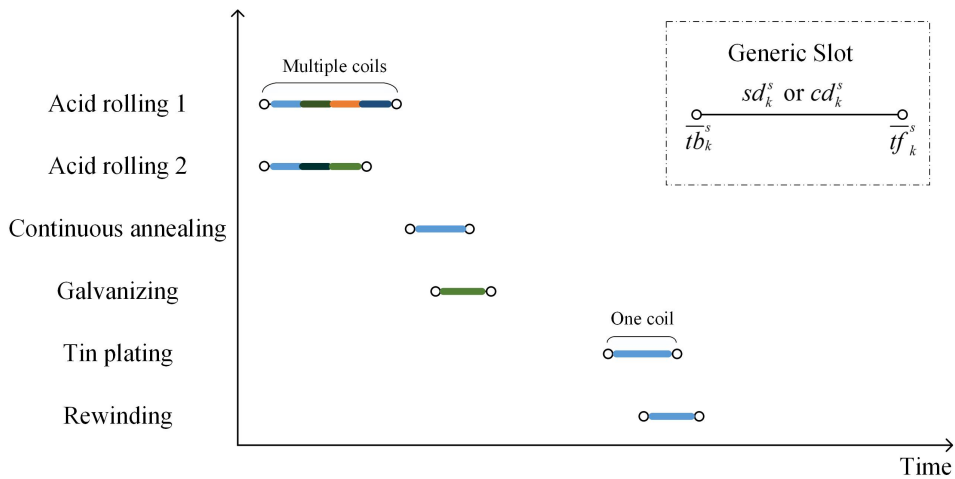 Multiple coils
Acid rolling 1
Acid rolling 2
Continuous annealing
Galvanizing
One coil
Tin plating
Rewinding
Time
Generic Slot
$sd_k^s$ or $cd_k^s$
$\overline{tb}_k^s$ $\overline{tf}_k^s$